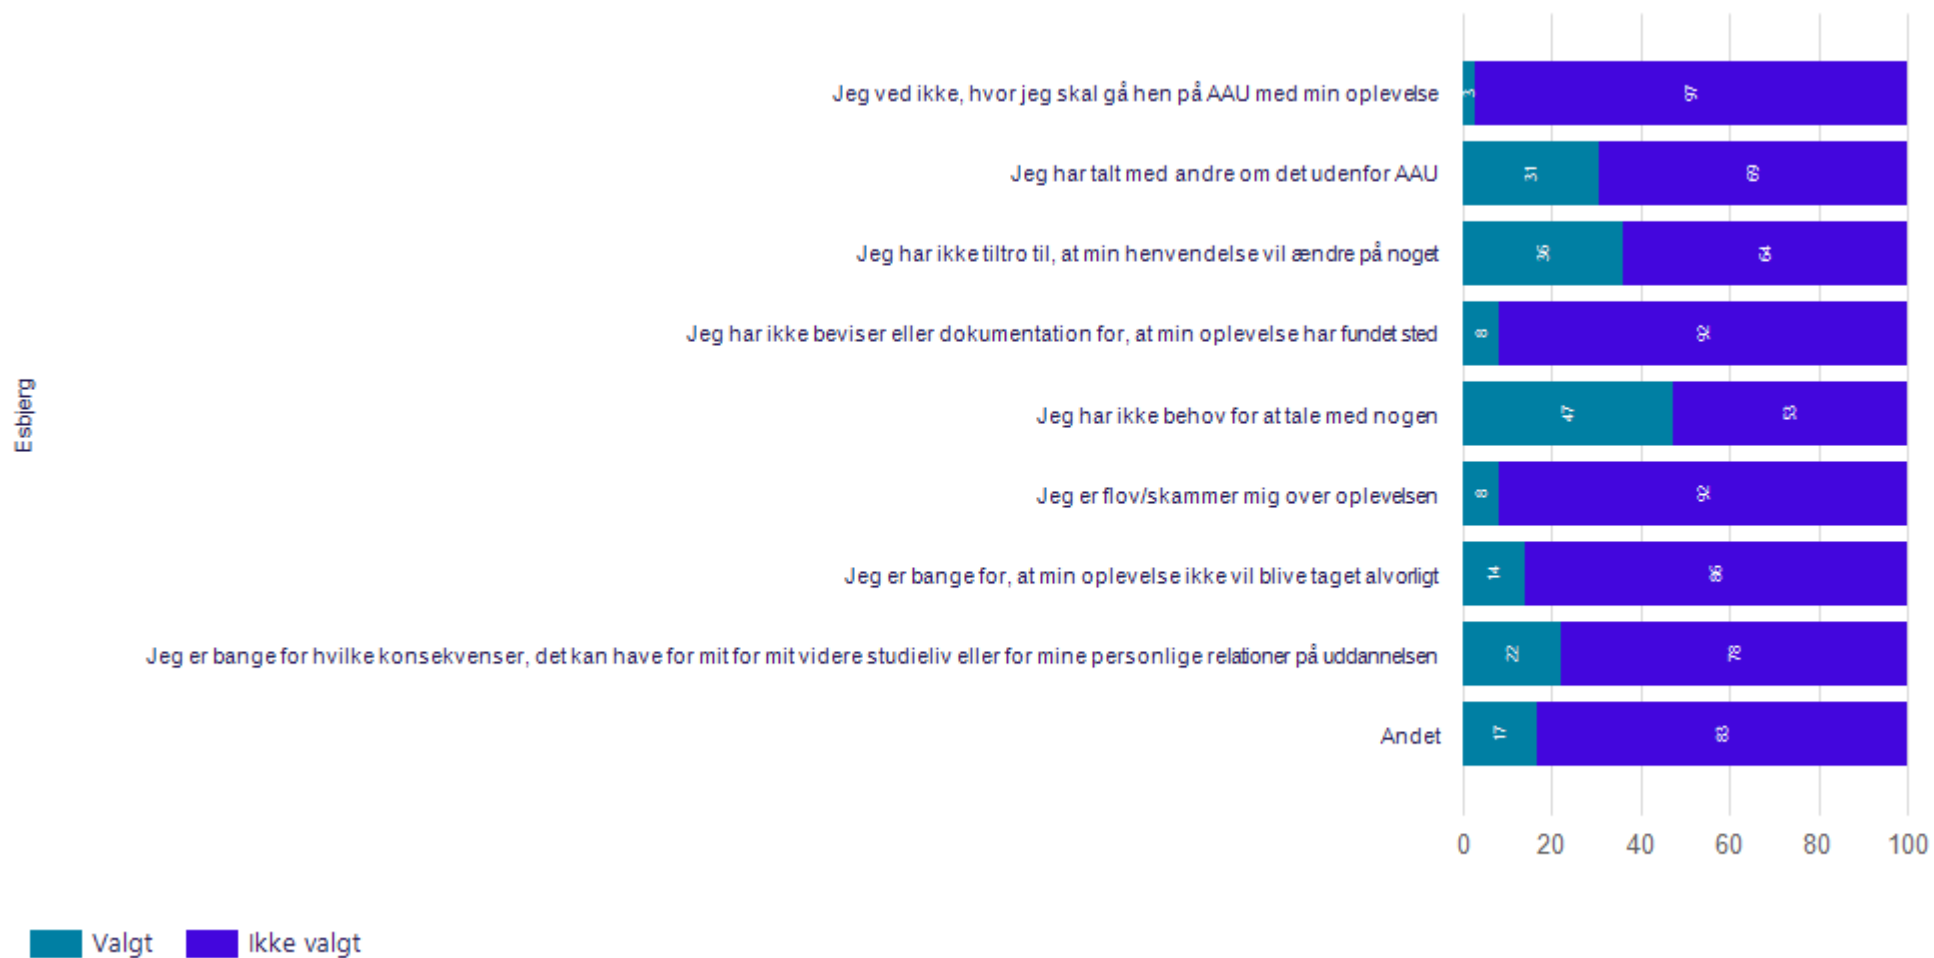 Esbjerg
Jeg ved ikke, hvor jeg skal gå hen på AAU med min oplevelse
3
97
Jeg har talt med andre om det udenfor AAU
31
69
Jeg har ikke tiltro til, at min henvendelse vil ændre på noget
36
64
Jeg har ikke beviser eller dokumentation for, at min oplevelse har fundet sted
8
92
Jeg har ikke behov for at tale med nogen
47
53
Jeg er flov/skammer mig over oplevelsen
8
92
Jeg er bange for, at min oplevelse ikke vil blive taget alvorligt
14
86
Jeg er bange for hvilke konsekvenser, det kan have for mit for mit videre studieliv eller for mine personlige relationer på uddannelsen
22
78
Andet
17
83
0 20 40 60 80 100
Valgt Ikke valgt